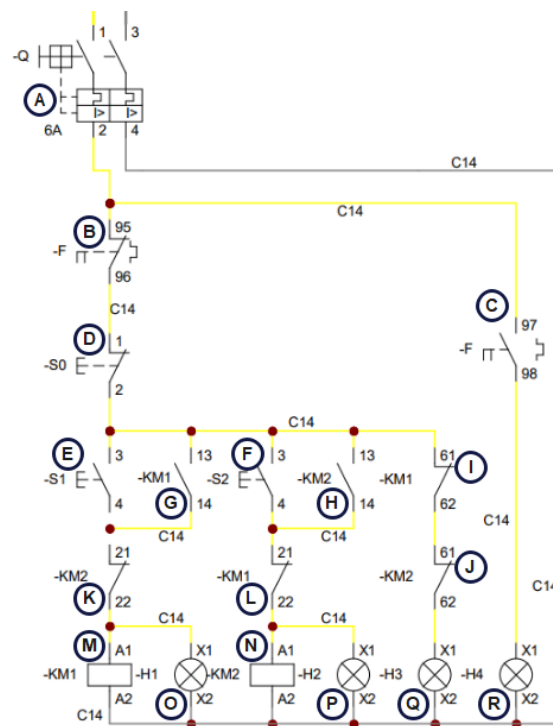 1 3
-Q
A
I> I>
6A 2 4
C14
C14
B 95
-F
96
C14
C 97
-F
98
D 1
-S0
2
C14
E 3 13 F 3 13 61 I
-S1 -KM1 -S2 -KM2 -KM1
4 G 14 4 H 14 62
C14 C14 C14
21 21 61 J
-KM2 -KM1 -KM2
K 22 L 22 62
C14 C14 C14
M A1 X1 N A1 X1 X1 X1
-KM1 -H1 -KM2 -H2 -H3 -H4
A2 O X2 A2 P X2 Q X2 R X2
C14